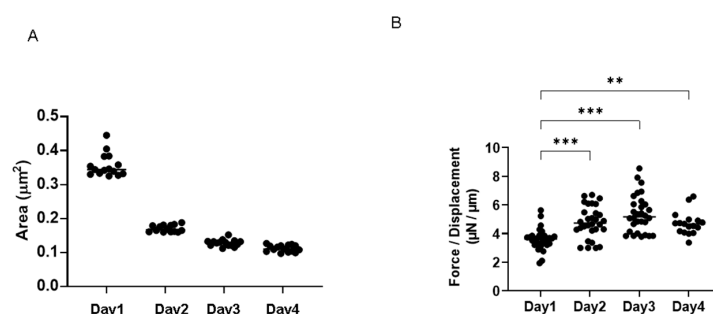 A
B
Area (μm²)
0.5
0.4
0.3
0.2
0.1
0.0
Day1 Day2 Day3 Day4
**
***
***
Force / Displacement
(μN / μm)
10
8
6
4
2
0
Day1 Day2 Day3 Day4